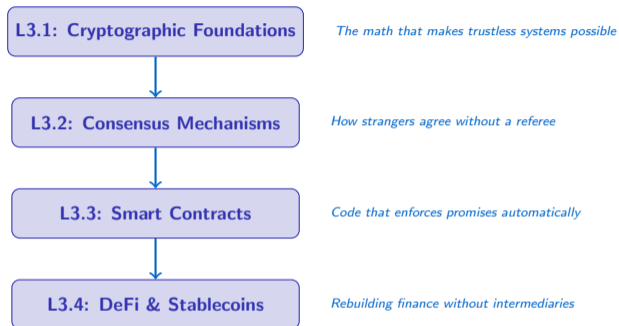 L3.1: Cryptographic Foundations
The math that makes trustless systems possible
L3.2: Consensus Mechanisms
How strangers agree without a referee
L3.3: Smart Contracts
Code that enforces promises automatically
L3.4: DeFi & Stablecoins
Rebuilding finance without intermediaries